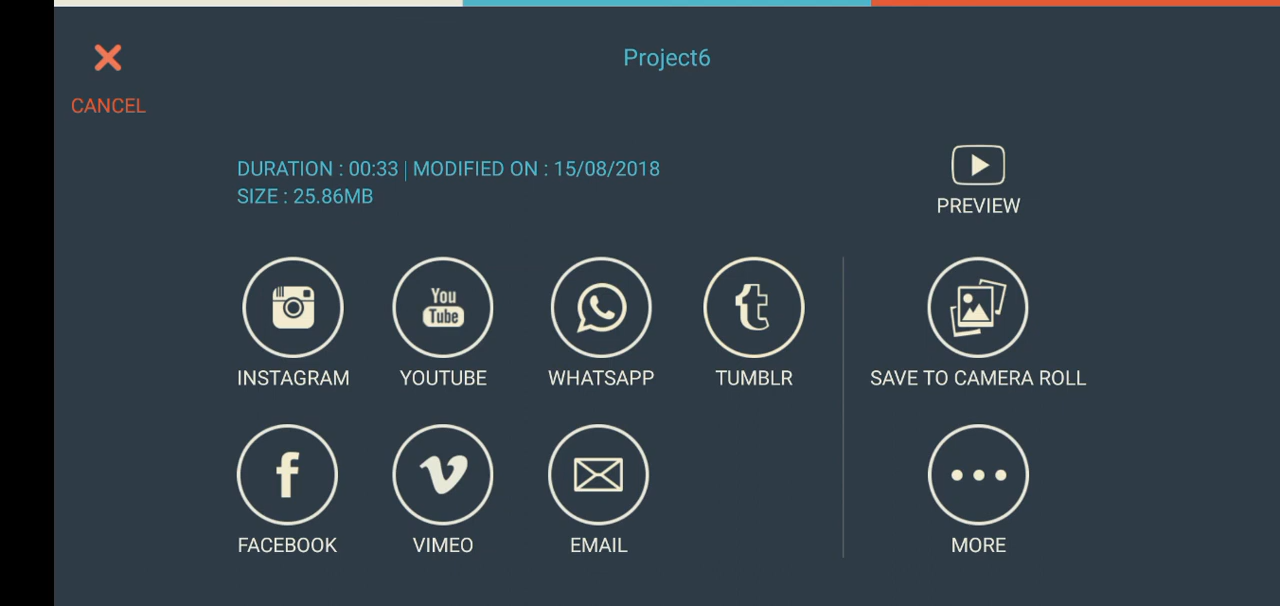 Project6
CANCEL
DURATION : 00:33 | MODIFIED ON : 15/08/2018
SIZE : 25.86MB
PREVIEW
You
Tube
t
INSTAGRAM
YOUTUBE
WHATSAPP
TUMBLR
SAVE TO CAMERA ROLL
f
v
FACEBOOK
VIMEO
EMAIL
MORE